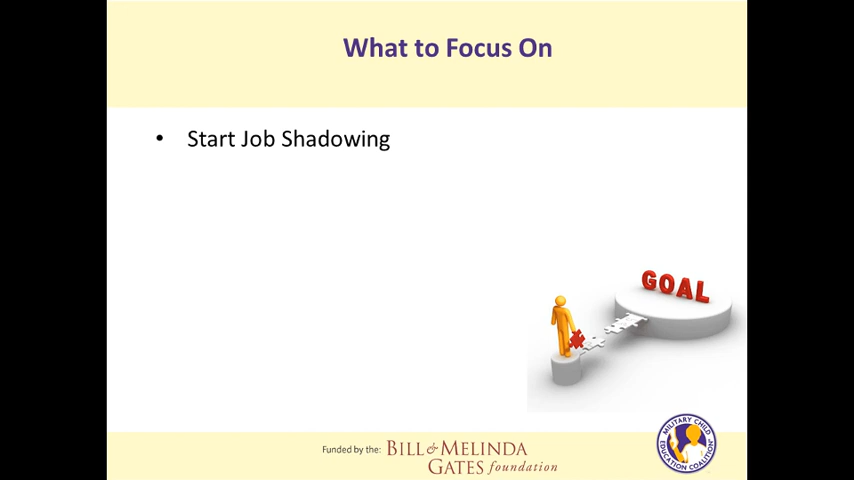 What to Focus On
• Start Job Shadowing
GOAL
Funded by the: BILL & MELINDA
GATES foundation
MILITARY CHILD
EDUCATION COALITION